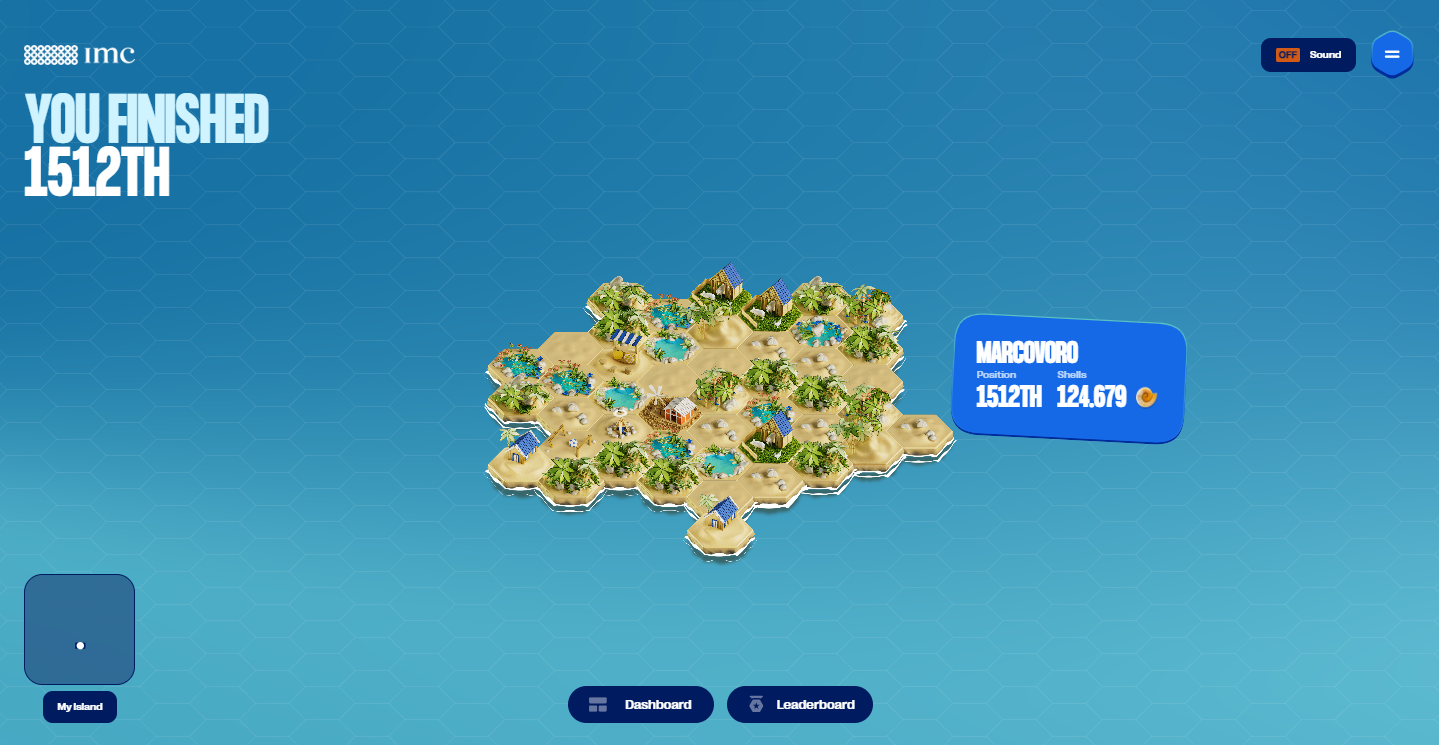 imc
OFF Sound
YOU FINISHED
1512TH
MARCOVORO
Position Shells
1512TH 124.679
My Island
Dashboard Leaderboard